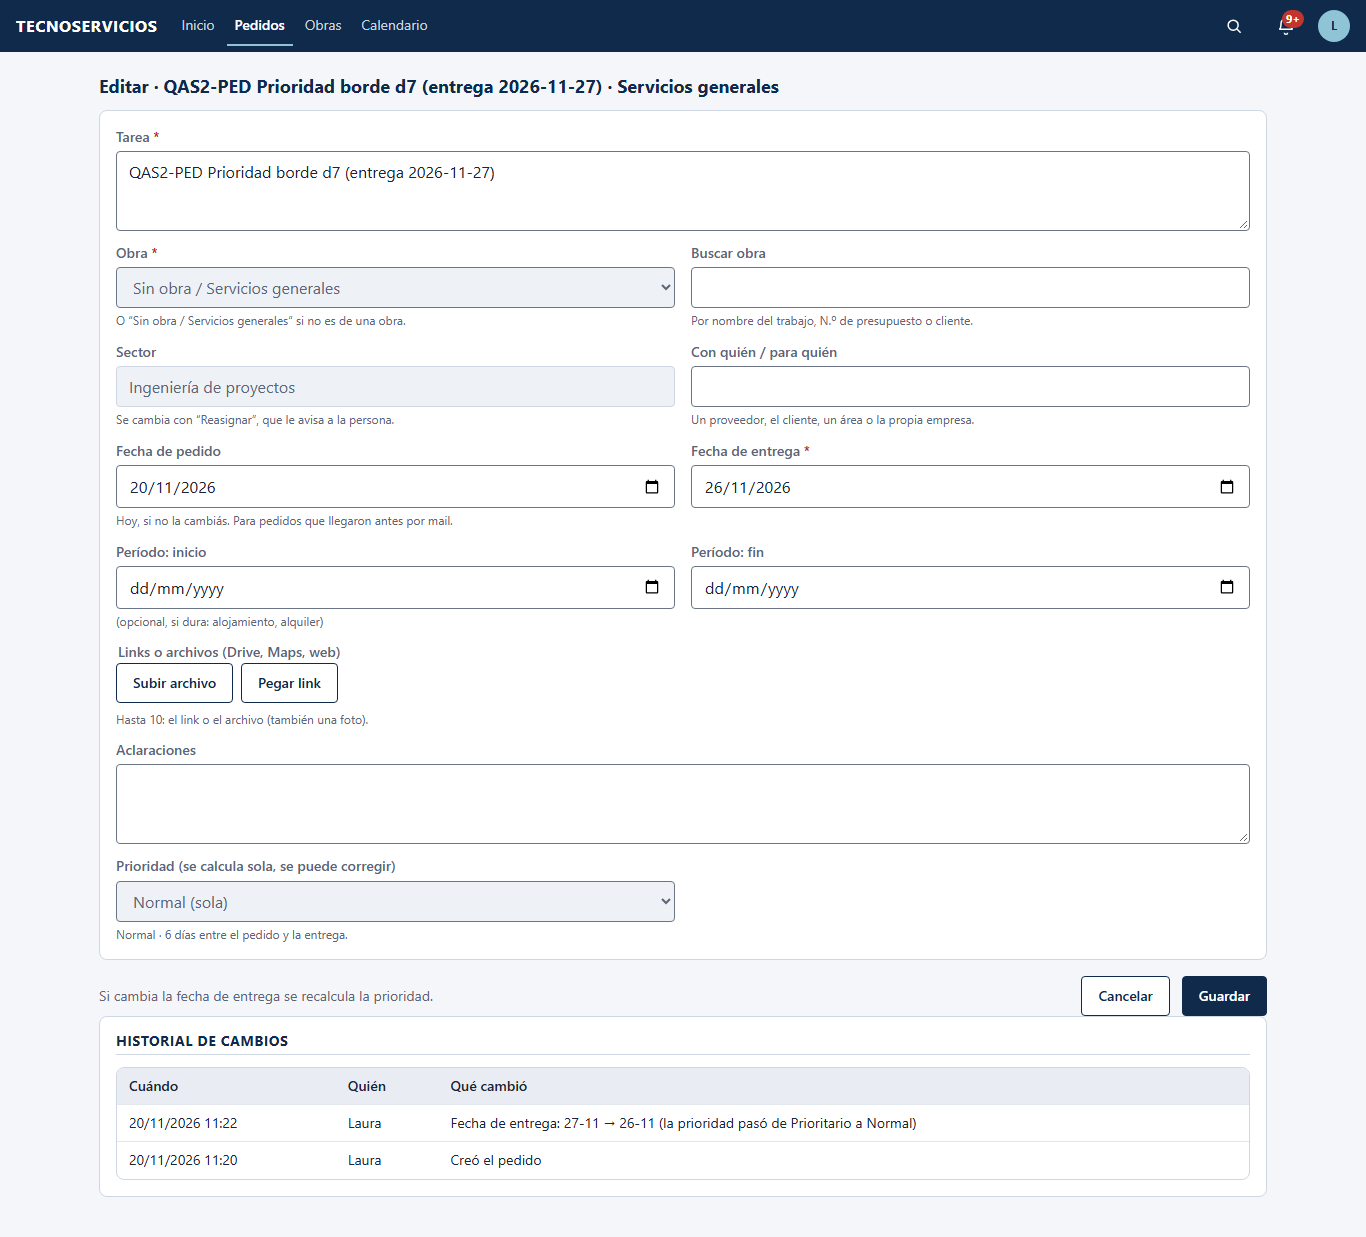 TECNOSERVICIOS Inicio Pedidos Obras Calendario 9+ L
Editar · QAS2-PED Prioridad borde d7 (entrega 2026-11-27) · Servicios generales
Tarea *
QAS2-PED Prioridad borde d7 (entrega 2026-11-27)
Obra *
Sin obra / Servicios generales
O “Sin obra / Servicios generales” si no es de una obra.
Buscar obra
Por nombre del trabajo, N.º de presupuesto o cliente.
Sector
Ingeniería de proyectos
Se cambia con “Reasignar”, que le avisa a la persona.
Con quién / para quién
Un proveedor, el cliente, un área o la propia empresa.
Fecha de pedido
20/11/2026
Hoy, si no la cambiás. Para pedidos que llegaron antes por mail.
Fecha de entrega *
26/11/2026
Período: inicio
dd/mm/yyyy
(opcional, si dura: alojamiento, alquiler)
Período: fin
dd/mm/yyyy
Links o archivos (Drive, Maps, web)
Subir archivo Pegar link
Hasta 10: el link o el archivo (también una foto).
Aclaraciones
Prioridad (se calcula sola, se puede corregir)
Normal (sola)
Normal · 6 días entre el pedido y la entrega.
Si cambia la fecha de entrega se recalcula la prioridad.
Cancelar Guardar
HISTORIAL DE CAMBIOS
Cuándo Quién Qué cambió
20/11/2026 11:22 Laura Fecha de entrega: 27-11 → 26-11 (la prioridad pasó de Prioritario a Normal)
20/11/2026 11:20 Laura Creó el pedido